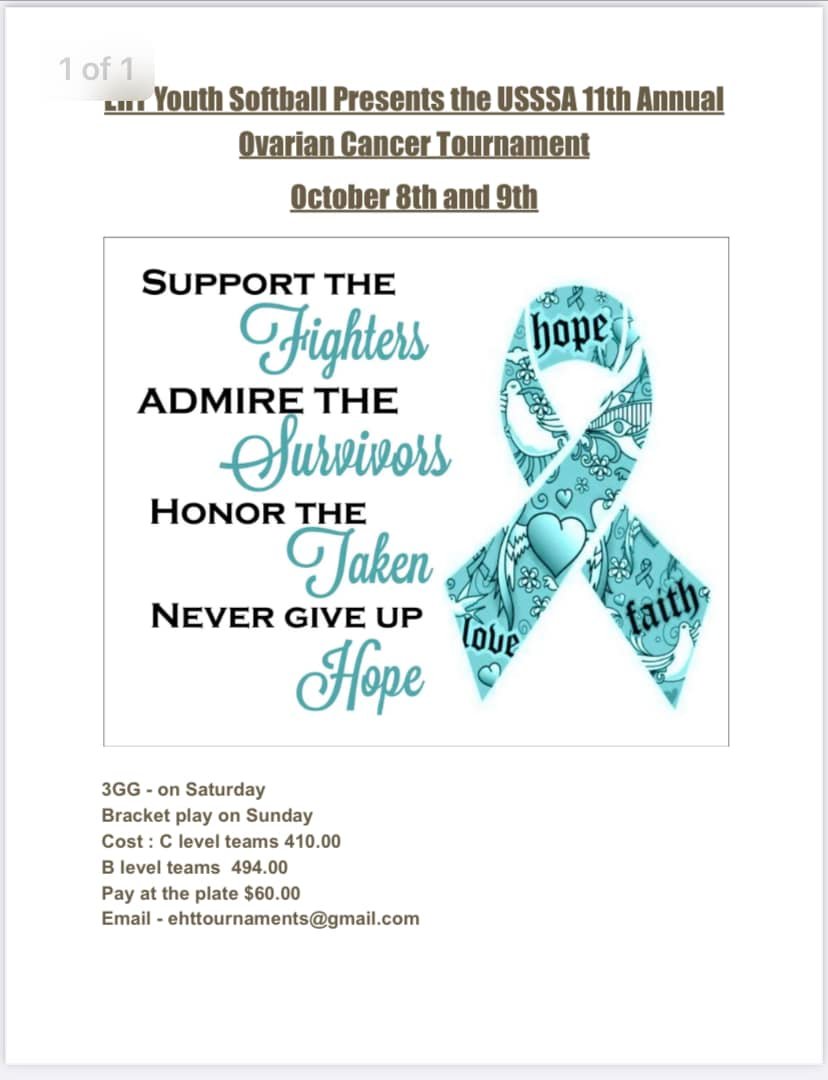 1 of 1
Youth Softball Presents the USSSA 11th Annual
Ovarian Cancer Tournament
October 8th and 9th
SUPPORT THE
Fighters
ADMIRE THE
Survivors
HONOR THE
Taken
NEVER GIVE UP
Hope
hope
love
faith
3GG - on Saturday
Bracket play on Sunday
Cost : C level teams 410.00
B level teams 494.00
Pay at the plate $60.00
Email - ehttournaments@gmail.com